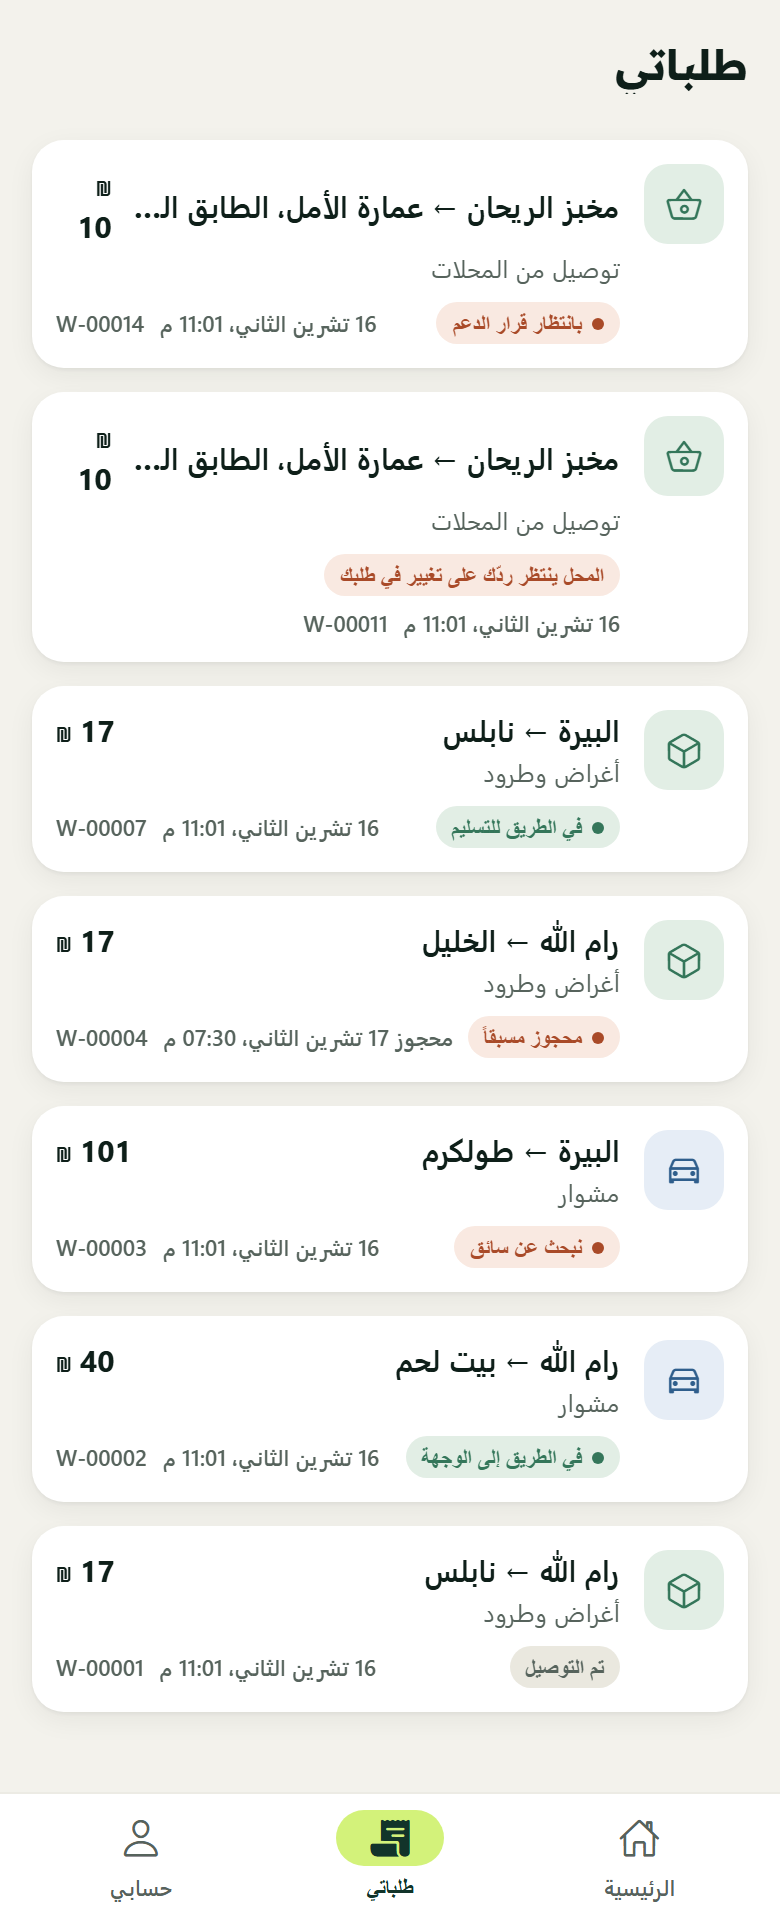 طلباتي
مخبز الريحان ← عمارة الأمل، الطابق الـ...
₪
10
توصيل من المحلات
بانتظار قرار الدعم
16 تشرين الثاني، 11:01 م W-00014
مخبز الريحان ← عمارة الأمل، الطابق الـ...
₪
10
توصيل من المحلات
المحل ينتظر ردّك على تغيير في طلبك
16 تشرين الثاني، 11:01 م W-00011
البيرة ← نابلس 17 ₪
أغراض وطرود
في الطريق للتسليم 16 تشرين الثاني، 11:01 م W-00007
رام الله ← الخليل 17 ₪
أغراض وطرود
محجوز مسبقاً محجوز 17 تشرين الثاني، 07:30 م W-00004
البيرة ← طولكرم 101 ₪
مشوار
نبحث عن سائق 16 تشرين الثاني، 11:01 م W-00003
رام الله ← بيت لحم 40 ₪
مشوار
في الطريق إلى الوجهة 16 تشرين الثاني، 11:01 م W-00002
رام الله ← نابلس 17 ₪
أغراض وطرود
تم التوصيل 16 تشرين الثاني، 11:01 م W-00001
الرئيسية طلباتي حسابي